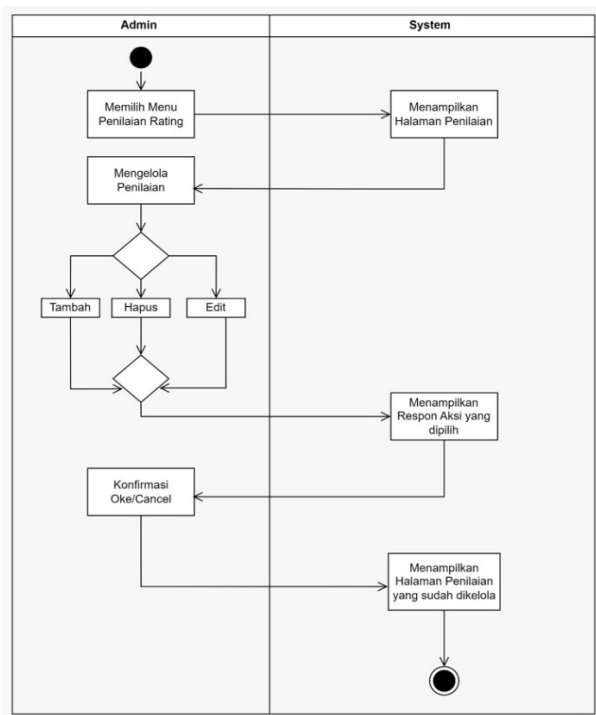 Admin
System
Memilih Menu
Penilaian Rating
Menampilkan
Halaman Penilaian
Mengelola
Penilaian
Tambah
Hapus
Edit
Menampilkan
Respon Aksi yang
dipilih
Konfirmasi
Oke/Cancel
Menampilkan
Halaman Penilaian
yang sudah dikelola